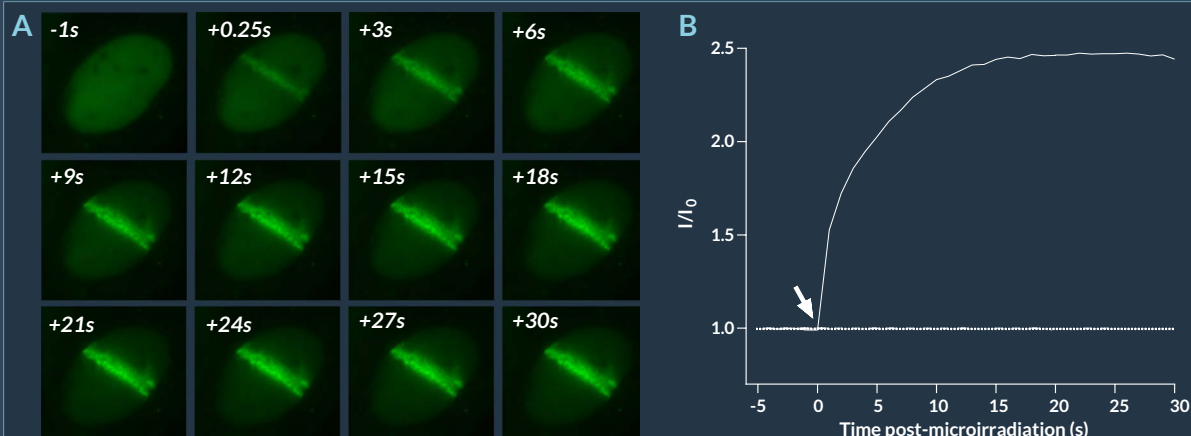 A
-1s
+0.25s
+3s
+6s
+9s
+12s
+15s
+18s
+21s
+24s
+27s
+30s
B
2.5
2.0
1.5
1.0
I/I0
-5 0 5 10 15 20 25 30
Time post-microirradiation (s)